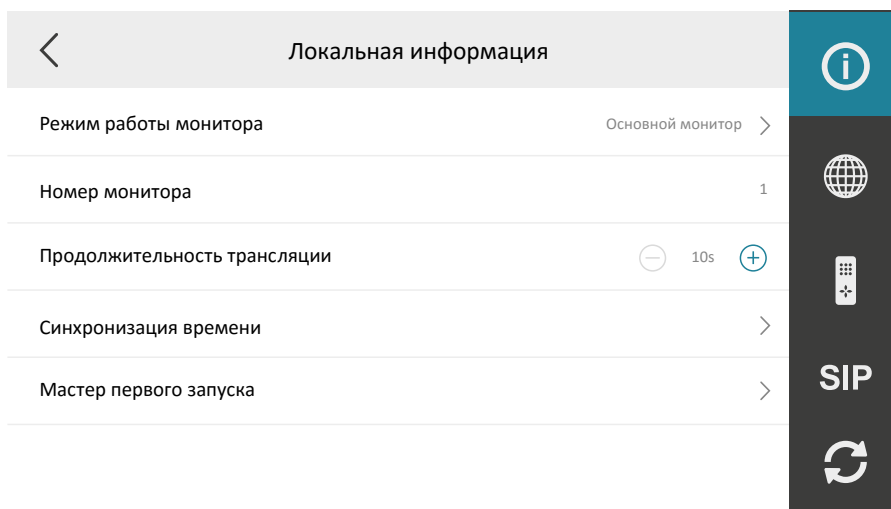 Локальная информация
Режим работы монитора Основной монитор
Номер монитора 1
Продолжительность трансляции 10s
Синхронизация времени
Мастер первого запуска
SIP